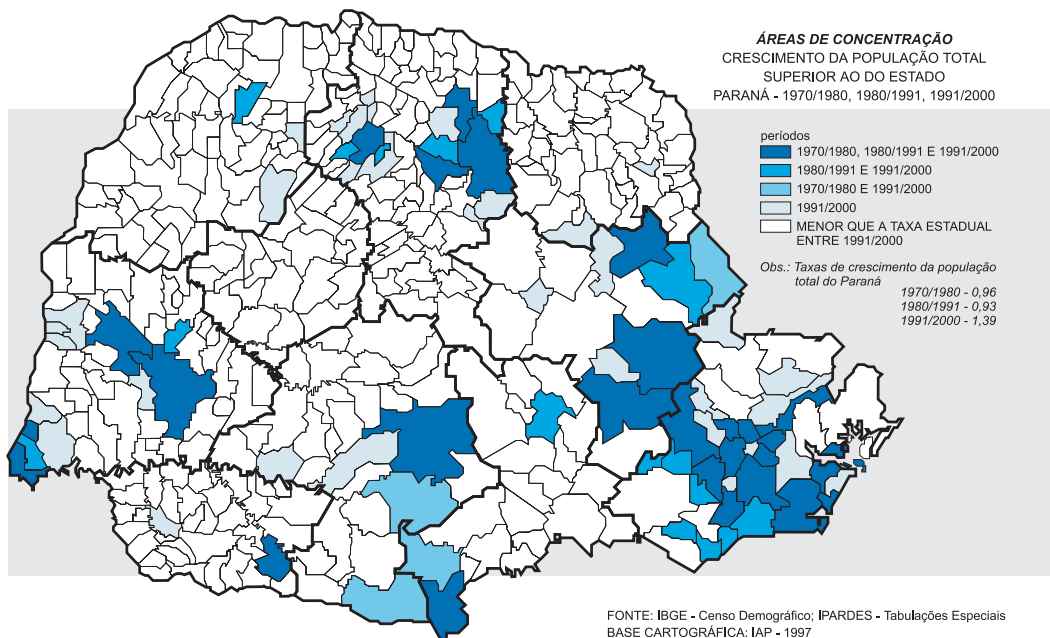 ÁREAS DE CONCENTRAÇÃO
CRESCIMENTO DA POPULAÇÃO TOTAL
SUPERIOR AO DO ESTADO
PARANÁ - 1970/1980, 1980/1991, 1991/2000
períodos
1970/1980, 1980/1991 E 1991/2000
1980/1991 E 1991/2000
1970/1980 E 1991/2000
1991/2000
MENOR QUE A TAXA ESTADUAL
ENTRE 1991/2000
Obs.: Taxas de crescimento da população
total do Paraná
1970/1980 - 0,96
1980/1991 - 0,93
1991/2000 - 1,39
FONTE: IBGE - Censo Demográfico; IPARDES - Tabulações Especiais
BASE CARTOGRÁFICA: IAP - 1997